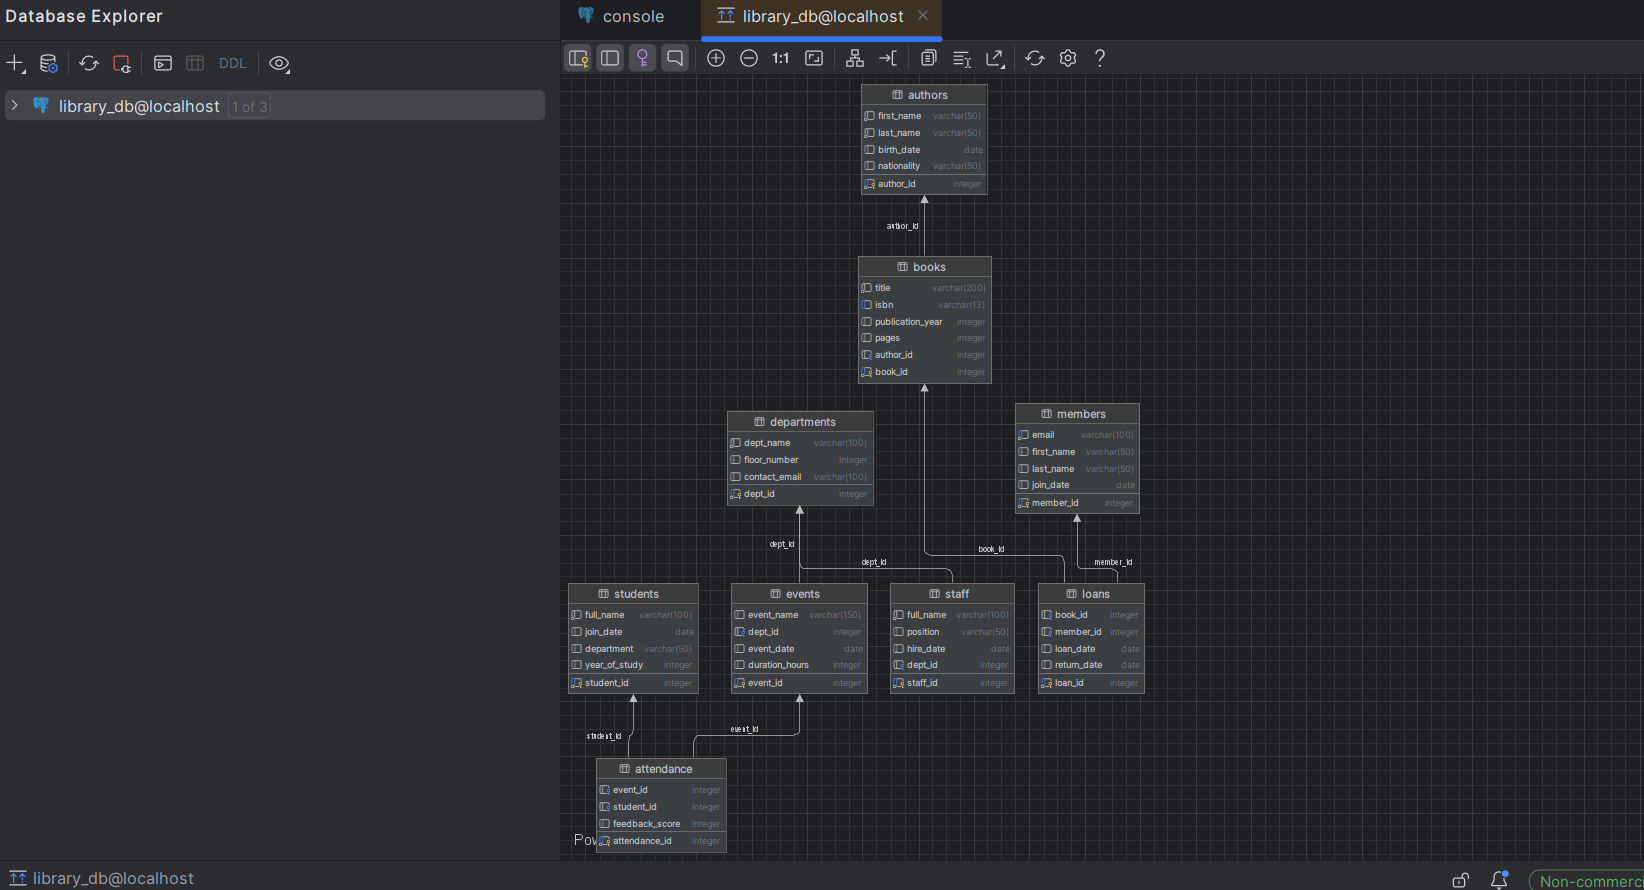 Database Explorer
console
library_db@localhost
1:1
?
DDL
library_db@localhost 1 of 3
authors
first_name varchar(50)
last_name varchar(50)
birth_date date
nationality varchar(50)
author_id integer
author_id
books
title varchar(200)
isbn varchar(13)
publication_year integer
pages integer
author_id integer
book_id integer
departments
dept_name varchar(100)
floor_number integer
contact_email varchar(100)
dept_id integer
members
email varchar(100)
first_name varchar(50)
last_name varchar(50)
join_date date
member_id integer
dept_id
dept_id
book_id
member_id
students
full_name varchar(100)
join_date date
department varchar(50)
year_of_study integer
student_id integer
events
event_name varchar(150)
dept_id integer
event_date date
duration_hours integer
event_id integer
staff
full_name varchar(100)
position varchar(50)
hire_date date
dept_id integer
staff_id integer
loans
book_id integer
member_id integer
loan_date date
return_date date
loan_id integer
student_id
event_id
attendance
event_id integer
student_id integer
feedback_score integer
attendance_id integer
library_db@localhost
Non-commerc